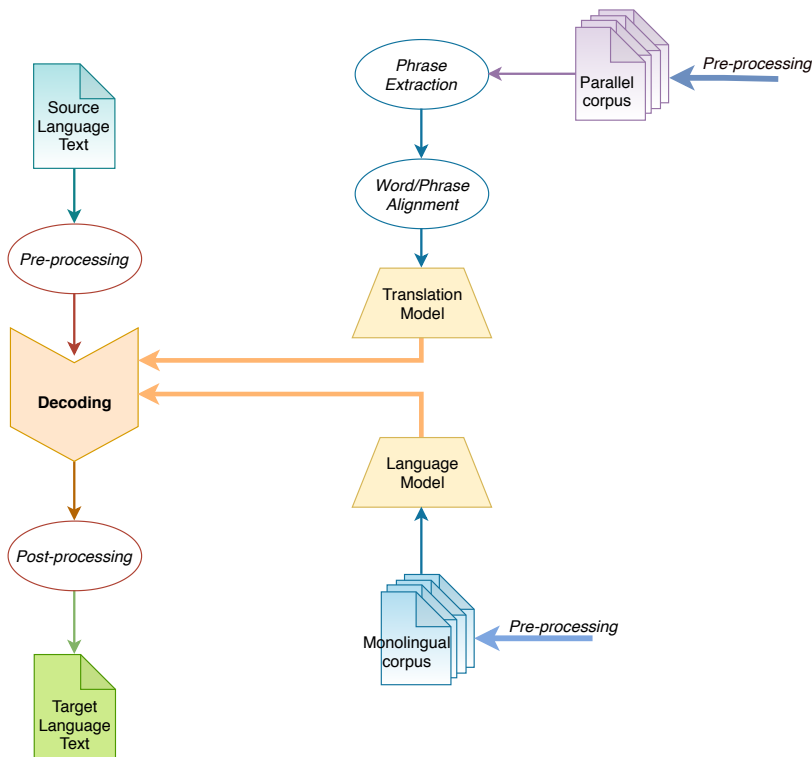 Source
Language
Text
Pre-processing
Decoding
Post-processing
Target
Language
Text
Phrase
Extraction
Parallel
corpus
Pre-processing
Word/Phrase
Alignment
Translation
Model
Language
Model
Monolingual
corpus
Pre-processing